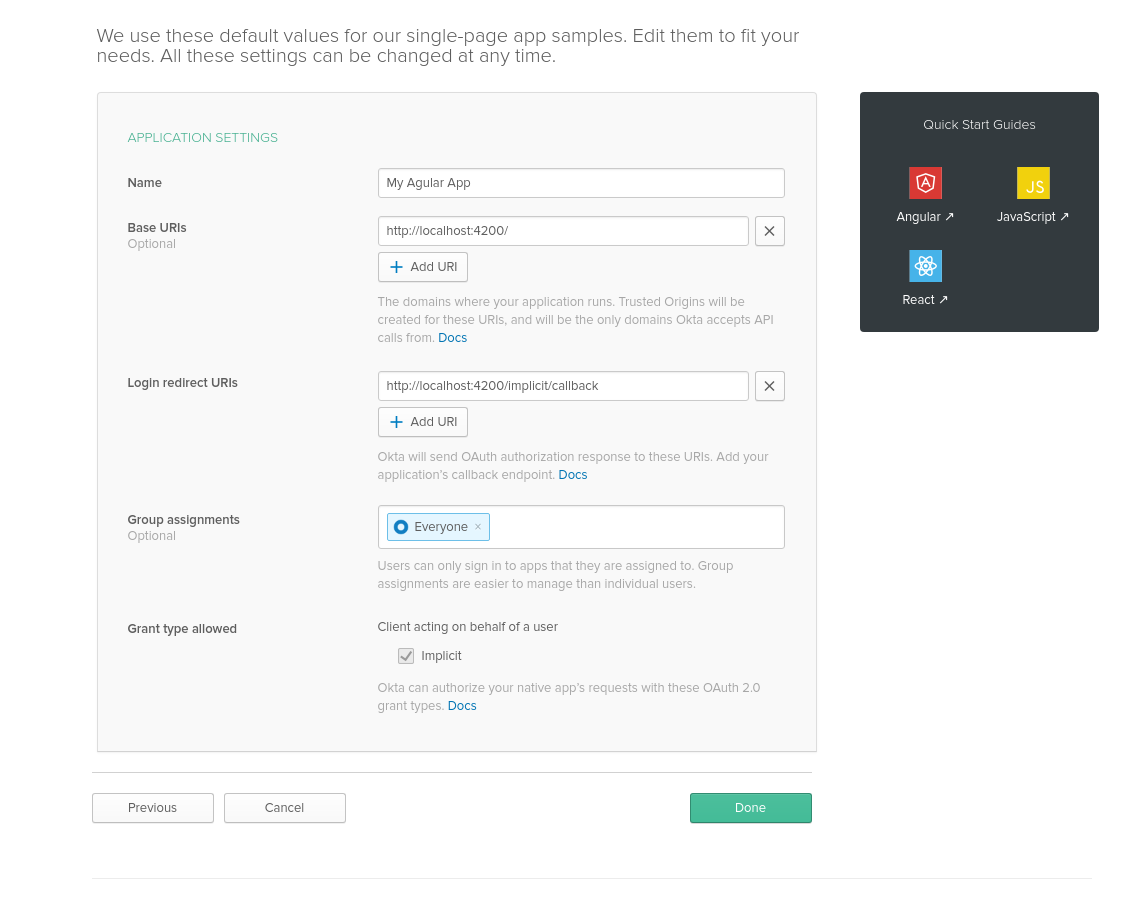 We use these default values for our single-page app samples. Edit them to fit your
needs. All these settings can be changed at any time.
APPLICATION SETTINGS
Name
My Agular App
Base URIs
Optional
http://localhost:4200/
Add URI
The domains where your application runs. Trusted Origins will be
created for these URIs, and will be the only domains Okta accepts API
calls from. Docs
Login redirect URIs
http://localhost:4200/implicit/callback
Add URI
Okta will send OAuth authorization response to these URIs. Add your
application's callback endpoint. Docs
Group assignments
Optional
Everyone ×
Users can only sign in to apps that they are assigned to. Group
assignments are easier to manage than individual users.
Grant type allowed
Client acting on behalf of a user
Implicit
Okta can authorize your native app's requests with these OAuth 2.0
grant types. Docs
Previous
Cancel
Done
Quick Start Guides
A
JS
Angular ↗
JavaScript ↗
React ↗